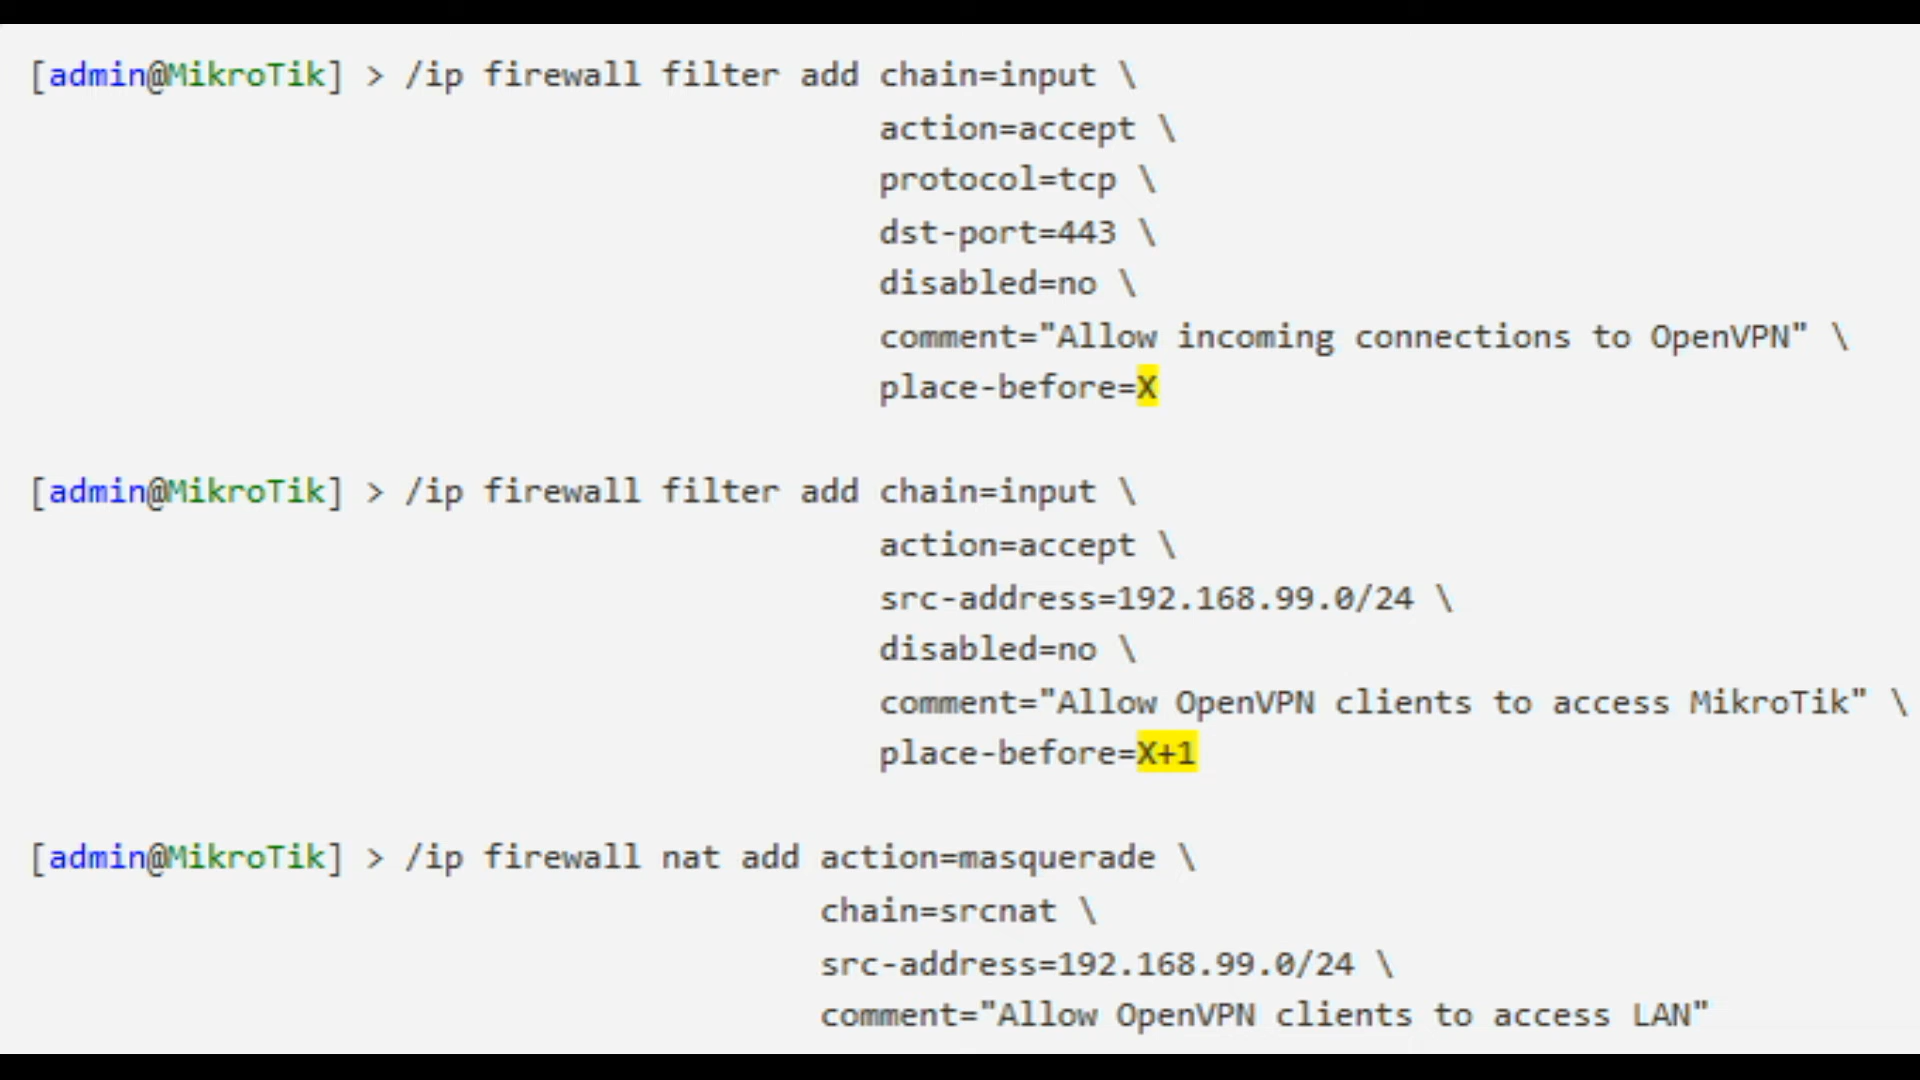 [admin@MikroTik] > /ip firewall filter add chain=input \
action=accept \
protocol=tcp \
dst-port=443 \
disabled=no \
comment="Allow incoming connections to OpenVPN" \
place-before=X
[admin@MikroTik] > /ip firewall filter add chain=input \
action=accept \
src-address=192.168.99.0/24 \
disabled=no \
comment="Allow OpenVPN clients to access MikroTik" \
place-before=X+1
[admin@MikroTik] > /ip firewall nat add action=masquerade \
chain=srcnat \
src-address=192.168.99.0/24 \
comment="Allow OpenVPN clients to access LAN"